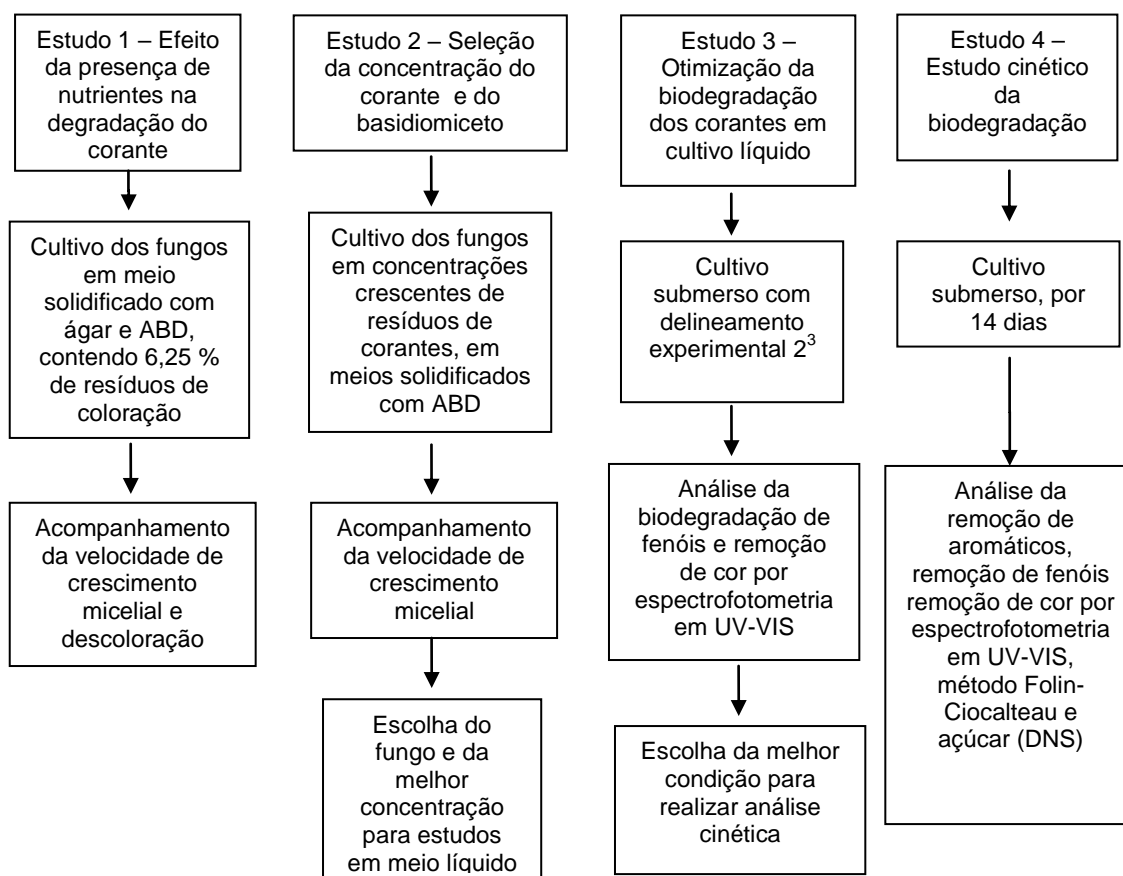 Estudo 1 – Efeito
da presença de
nutrientes na
degradação do
corante
Cultivo dos fungos
em meio
solidificado com
ágar e ABD,
contendo 6,25 %
de resíduos de
coloração
Acompanhamento
da velocidade de
crescimento
micelial e
descoloração
Estudo 2 – Seleção
da concentração do
corante e do
basidiomiceto
Cultivo dos fungos
em concentrações
crescentes de
resíduos de
corantes, em
meios solidificados
com ABD
Acompanhamento
da velocidade de
crescimento
micelial
Escolha do
fungo e da
melhor
concentração
para estudos
em meio líquido
Estudo 3 –
Otimização da
biodegradação
dos corantes em
cultivo líquido
Cultivo
submerso com
delineamento
experimental 2³
Análise da
biodegradação de
fenóis e remoção
de cor por
espectrofotometria
em UV-VIS
Escolha da melhor
condição para
realizar análise
cinética
Estudo 4 –
Estudo cinético
da
biodegradação
Cultivo
submerso, por
14 dias
Análise da
remoção de
aromáticos,
remoção de fenóis
remoção de cor por
espectrofotometria
em UV-VIS,
método Folin-
Ciocalteau e
açúcar (DNS)